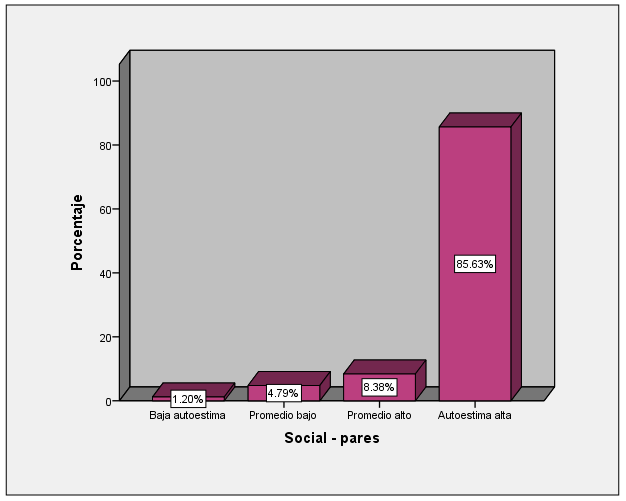 100
80
60
40
20
0
Porcentaje
1.20%
4.79%
8.38%
85.63%
Baja autoestima
Promedio bajo
Promedio alto
Autoestima alta
Social - pares